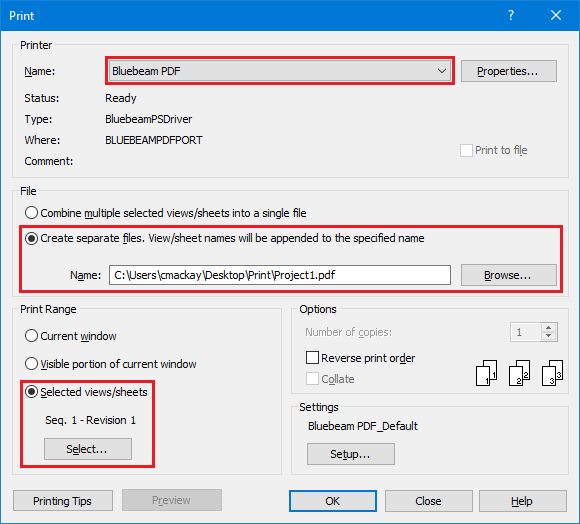 Print
?
Printer
Name: Bluebeam PDF Properties...
Status: Ready
Type: BluebeamPSDriver
Where: BLUEBEAMPDFPORT
Comment: Print to file
File
Combine multiple selected views/sheets into a single file
Create separate files. View/sheet names will be appended to the specified name
Name: C:\Users\cmackay\Desktop\Print\Project1.pdf Browse...
Print Range
Current window
Visible portion of current window
Selected views/sheets
Seq. 1 - Revision 1
Select...
Options
Number of copies: 1
Reverse print order
Collate
1 1 2 2 3 3
Settings
Bluebeam PDF_Default
Setup...
Printing Tips Preview OK Close Help